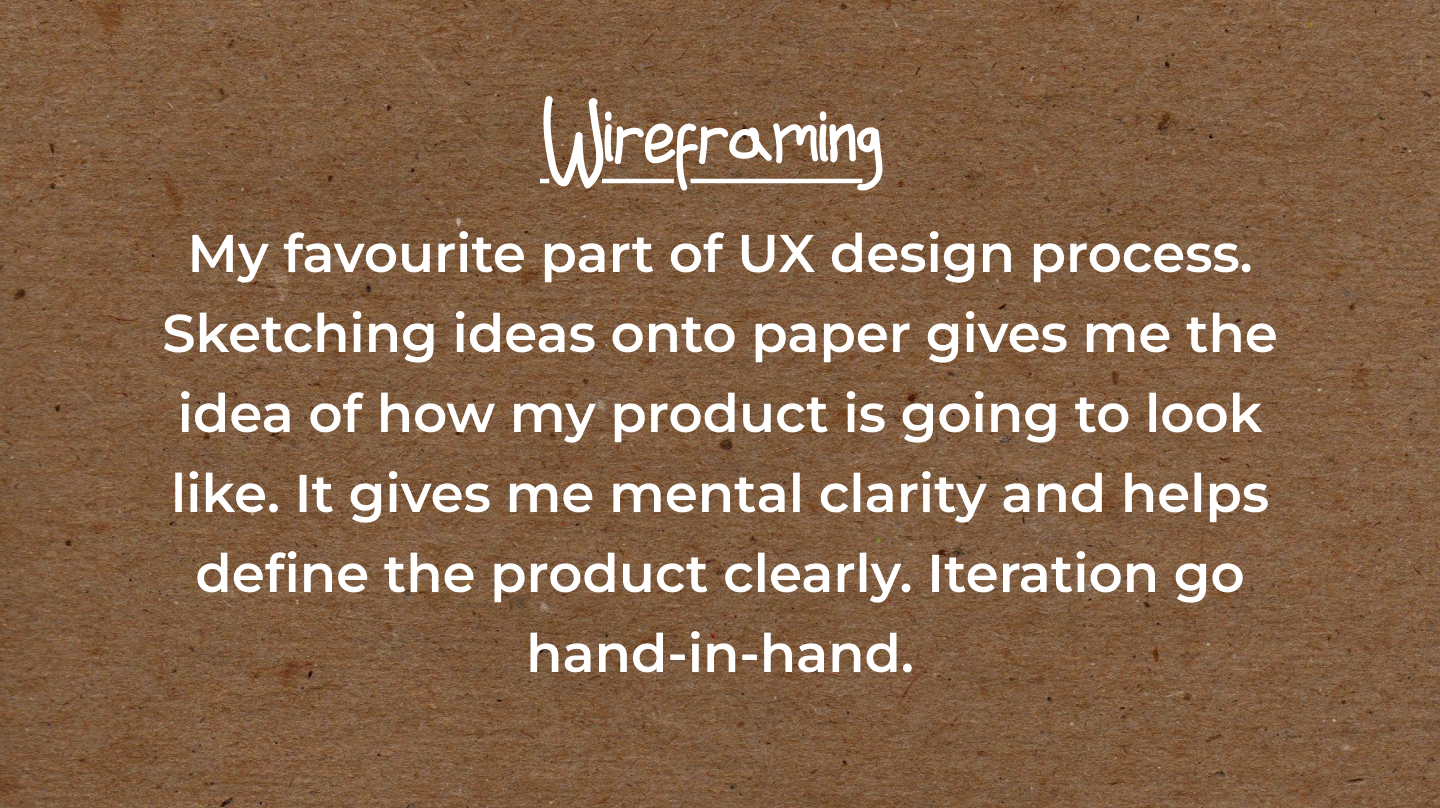 Wireframing
My favourite part of UX design process.
Sketching ideas onto paper gives me the
idea of how my product is going to look
like. It gives me mental clarity and helps
define the product clearly. Iteration go
hand-in-hand.